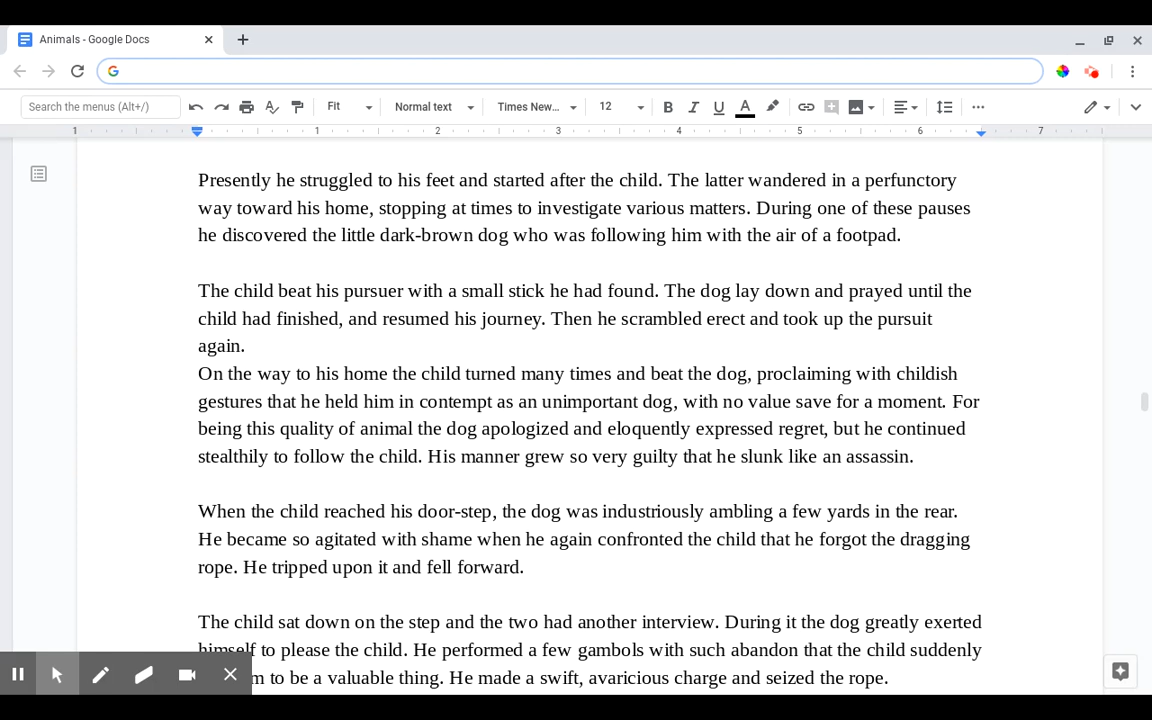 Animals - Google Docs
Search the menus (Alt+/)
Fit
Normal text
Times New...
12
B I U A
1 1 2 3 4 5 6 7
Presently he struggled to his feet and started after the child. The latter wandered in a perfunctory
way toward his home, stopping at times to investigate various matters. During one of these pauses
he discovered the little dark-brown dog who was following him with the air of a footpad.
The child beat his pursuer with a small stick he had found. The dog lay down and prayed until the
child had finished, and resumed his journey. Then he scrambled erect and took up the pursuit
again.
On the way to his home the child turned many times and beat the dog, proclaiming with childish
gestures that he held him in contempt as an unimportant dog, with no value save for a moment. For
being this quality of animal the dog apologized and eloquently expressed regret, but he continued
stealthily to follow the child. His manner grew so very guilty that he slunk like an assassin.
When the child reached his door-step, the dog was industriously ambling a few yards in the rear.
He became so agitated with shame when he again confronted the child that he forgot the dragging
rope. He tripped upon it and fell forward.
The child sat down on the step and the two had another interview. During it the dog greatly exerted
himself to please the child. He performed a few gambols with such abandon that the child suddenly
to be a valuable thing. He made a swift, avaricious charge and seized the rope.